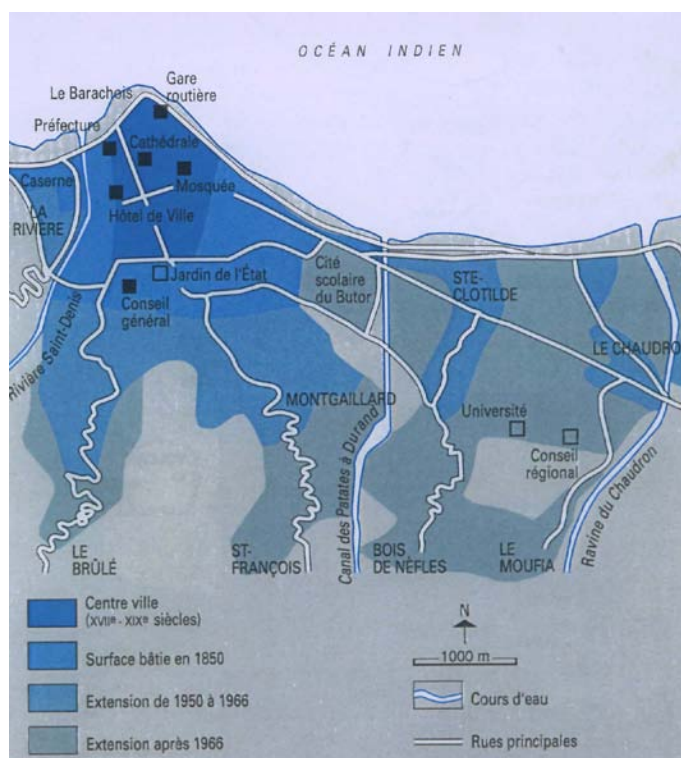 OCÉAN INDIEN
Gare
routière
Le Barachois
Préfecture
Cathédrale
Caserne
Mosquée
LA
RIVIÈRE
Hôtel de Ville
Jardin de l'État
Cité
scolaire
du Butor
STE-
CLOTILDE
Conseil
général
Rivière Saint-Denis
LE CHAUDRON
MONTGAILLARD
Université
Conseil
régional
Canal des Patates à Durand
Ravine du Chaudron
LE
BRÛLÉ
ST-
FRANÇOIS
BOIS
DE NÈFLES
LE
MOUFIA
Centre ville
(XVIIe - XIXe siècles)
Surface bâtie en 1850
Extension de 1950 à 1966
Extension après 1966
N
1000 m
Cours d'eau
Rues principales